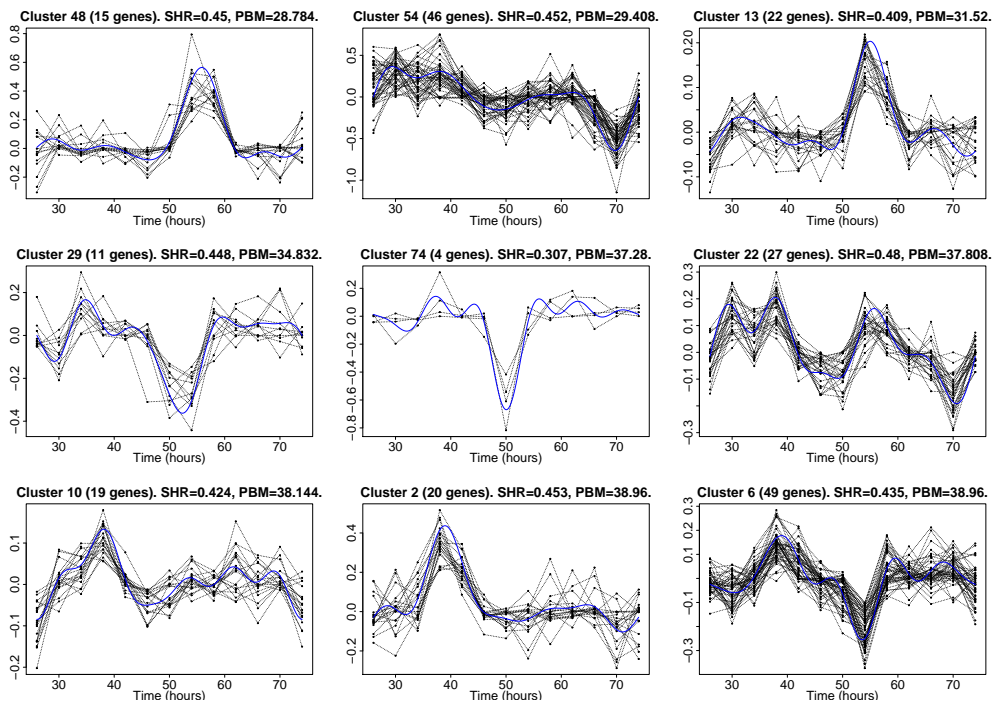 Cluster 48 (15 genes). SHR=0.45, PBM=28.784.
0.8
0.6
0.4
0.2
0.0
−0.2
30 40 50 60 70
Time (hours)
Cluster 54 (46 genes). SHR=0.452, PBM=29.408.
0.5
0.0
−0.5
−1.0
30 40 50 60 70
Time (hours)
Cluster 13 (22 genes). SHR=0.409, PBM=31.52.
0.20
0.10
0.00
−0.10
30 40 50 60 70
Time (hours)
Cluster 29 (11 genes). SHR=0.448, PBM=34.832.
0.2
0.0
−0.2
−0.4
30 40 50 60 70
Time (hours)
Cluster 74 (4 genes). SHR=0.307, PBM=37.28.
0.2
0.0
−0.2
−0.4
−0.6
−0.8
30 40 50 60 70
Time (hours)
Cluster 22 (27 genes). SHR=0.48, PBM=37.808.
0.3
0.1
−0.1
−0.3
30 40 50 60 70
Time (hours)
Cluster 10 (19 genes). SHR=0.424, PBM=38.144.
0.1
0.0
−0.1
−0.2
30 40 50 60 70
Time (hours)
Cluster 2 (20 genes). SHR=0.453, PBM=38.96.
0.4
0.2
0.0
−0.2
30 40 50 60 70
Time (hours)
Cluster 6 (49 genes). SHR=0.435, PBM=38.96.
0.3
0.1
−0.1
−0.3
30 40 50 60 70
Time (hours)